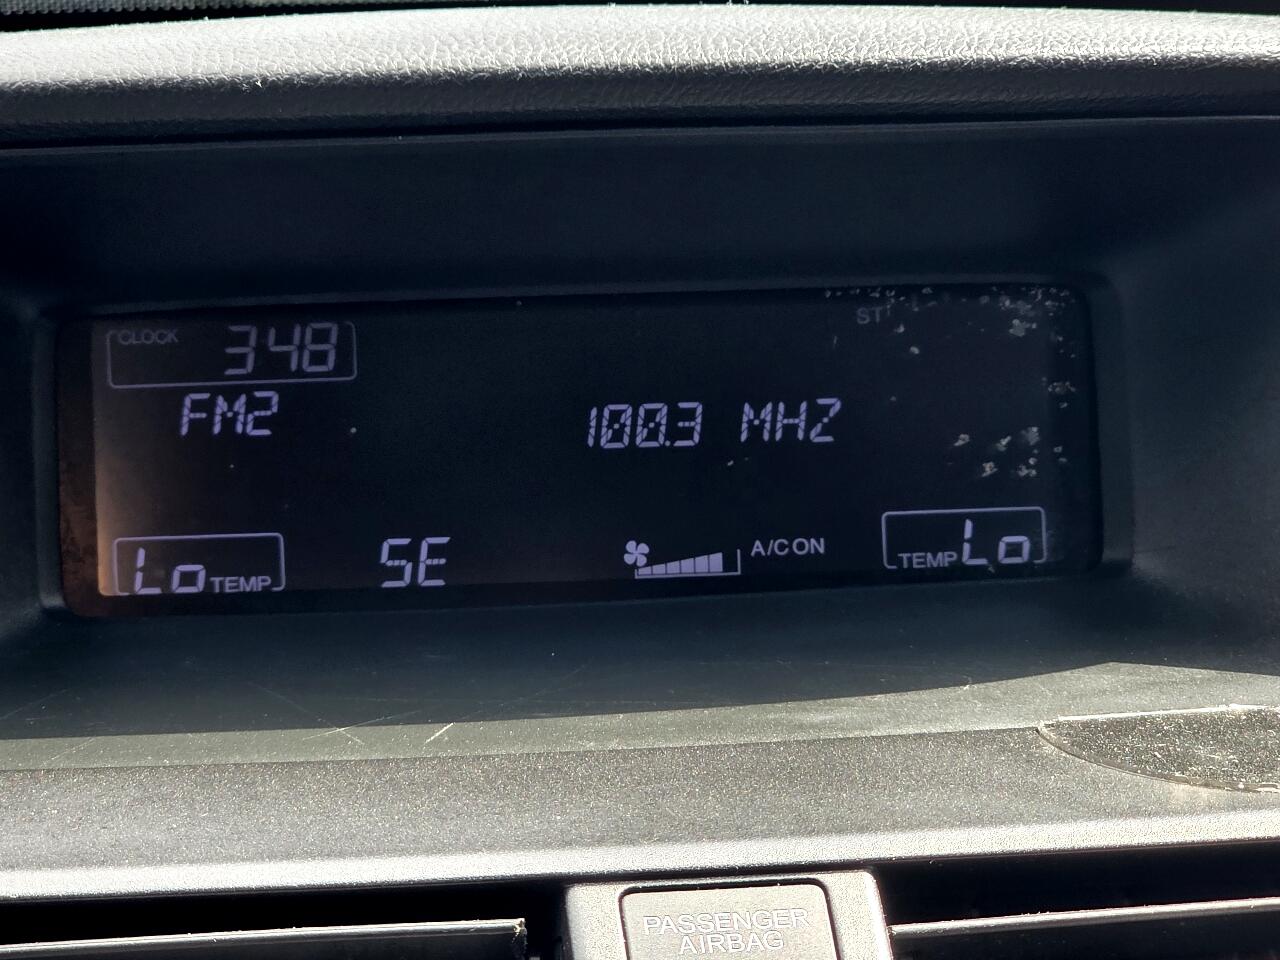 CLOCK 348
ST
FM2 100.3 MHZ
Lo TEMP SE A/C ON TEMP Lo
PASSENGER
AIRBAG